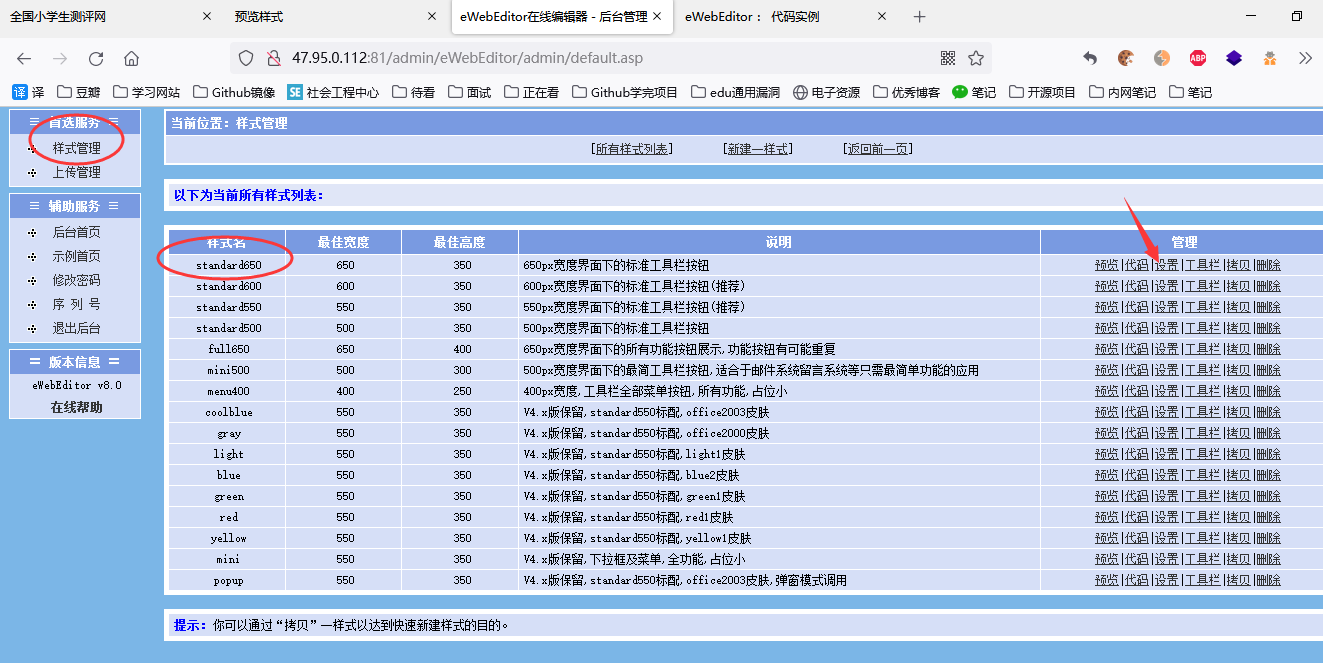 全国小学生测评网 × 预览样式 × eWebEditor在线编辑器 - 后台管理 × eWebEditor： 代码实例 × +
47.95.0.112:81/admin/eWebEditor/admin/default.asp
译 译 豆瓣 学习网站 Github镜像 SE 社会工程中心 待看 面试 正在看 Github学完项目 edu通用漏洞 电子资源 优秀博客 笔记 开源项目 内网笔记 笔记
ABP
首选服务
样式管理
上传管理
辅助服务
后台首页
示例首页
修改密码
序 列 号
退出后台
版本信息
eWebEditor v8.0
在线帮助
当前位置：样式管理
[所有样式列表] [新建一样式] [返回前一页]
以下为当前所有样式列表：
样式名 最佳宽度 最佳高度 说明 管理
standard650 650 350 650px宽度界面下的标准工具栏按钮 预览|代码|设置|工具栏|拷贝|删除
standard600 600 350 600px宽度界面下的标准工具栏按钮(推荐) 预览|代码|设置|工具栏|拷贝|删除
standard550 550 350 550px宽度界面下的标准工具栏按钮(推荐) 预览|代码|设置|工具栏|拷贝|删除
standard500 500 350 500px宽度界面下的标准工具栏按钮 预览|代码|设置|工具栏|拷贝|删除
full650 650 400 650px宽度界面下的所有功能按钮展示,功能按钮有可能重复 预览|代码|设置|工具栏|拷贝|删除
mini500 500 300 500px宽度界面下的最简工具栏按钮,适合于邮件系统留言系统等只需最简单功能的应用 预览|代码|设置|工具栏|拷贝|删除
menu400 400 250 400px宽度,工具栏全部菜单按钮,所有功能,占位小 预览|代码|设置|工具栏|拷贝|删除
coolblue 550 350 V4.x版保留,standard550标配,office2003皮肤 预览|代码|设置|工具栏|拷贝|删除
gray 550 350 V4.x版保留,standard550标配,office2000皮肤 预览|代码|设置|工具栏|拷贝|删除
light 550 350 V4.x版保留,standard550标配,light1皮肤 预览|代码|设置|工具栏|拷贝|删除
blue 550 350 V4.x版保留,standard550标配,blue2皮肤 预览|代码|设置|工具栏|拷贝|删除
green 550 350 V4.x版保留,standard550标配,green1皮肤 预览|代码|设置|工具栏|拷贝|删除
red 550 350 V4.x版保留,standard550标配,red1皮肤 预览|代码|设置|工具栏|拷贝|删除
yellow 550 350 V4.x版保留,standard550标配,yellow1皮肤 预览|代码|设置|工具栏|拷贝|删除
mini 550 350 V4.x版保留,下拉框及菜单,全功能,占位小 预览|代码|设置|工具栏|拷贝|删除
popup 550 350 V4.x版保留,standard550标配,office2003皮肤,弹窗模式调用 预览|代码|设置|工具栏|拷贝|删除
提示：你可以通过“拷贝”一样式以达到快速新建样式的目的。